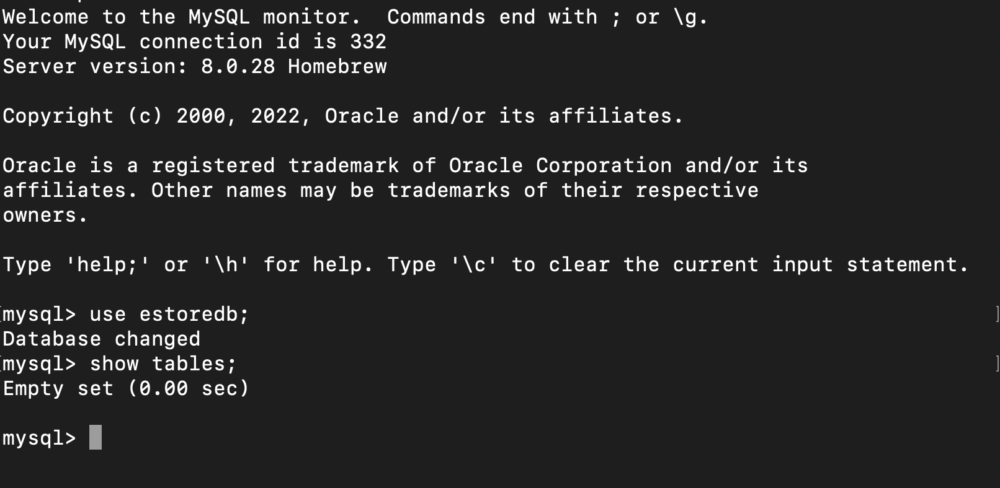 Welcome to the MySQL monitor.  Commands end with ; or \g.
Your MySQL connection id is 332
Server version: 8.0.28 Homebrew
Copyright (c) 2000, 2022, Oracle and/or its affiliates.
Oracle is a registered trademark of Oracle Corporation and/or its
affiliates. Other names may be trademarks of their respective
owners.
Type 'help;' or '\h' for help. Type '\c' to clear the current input statement.
[mysql> use estoredb;                                                            ]
Database changed
[mysql> show tables;                                                             ]
Empty set (0.00 sec)
mysql>